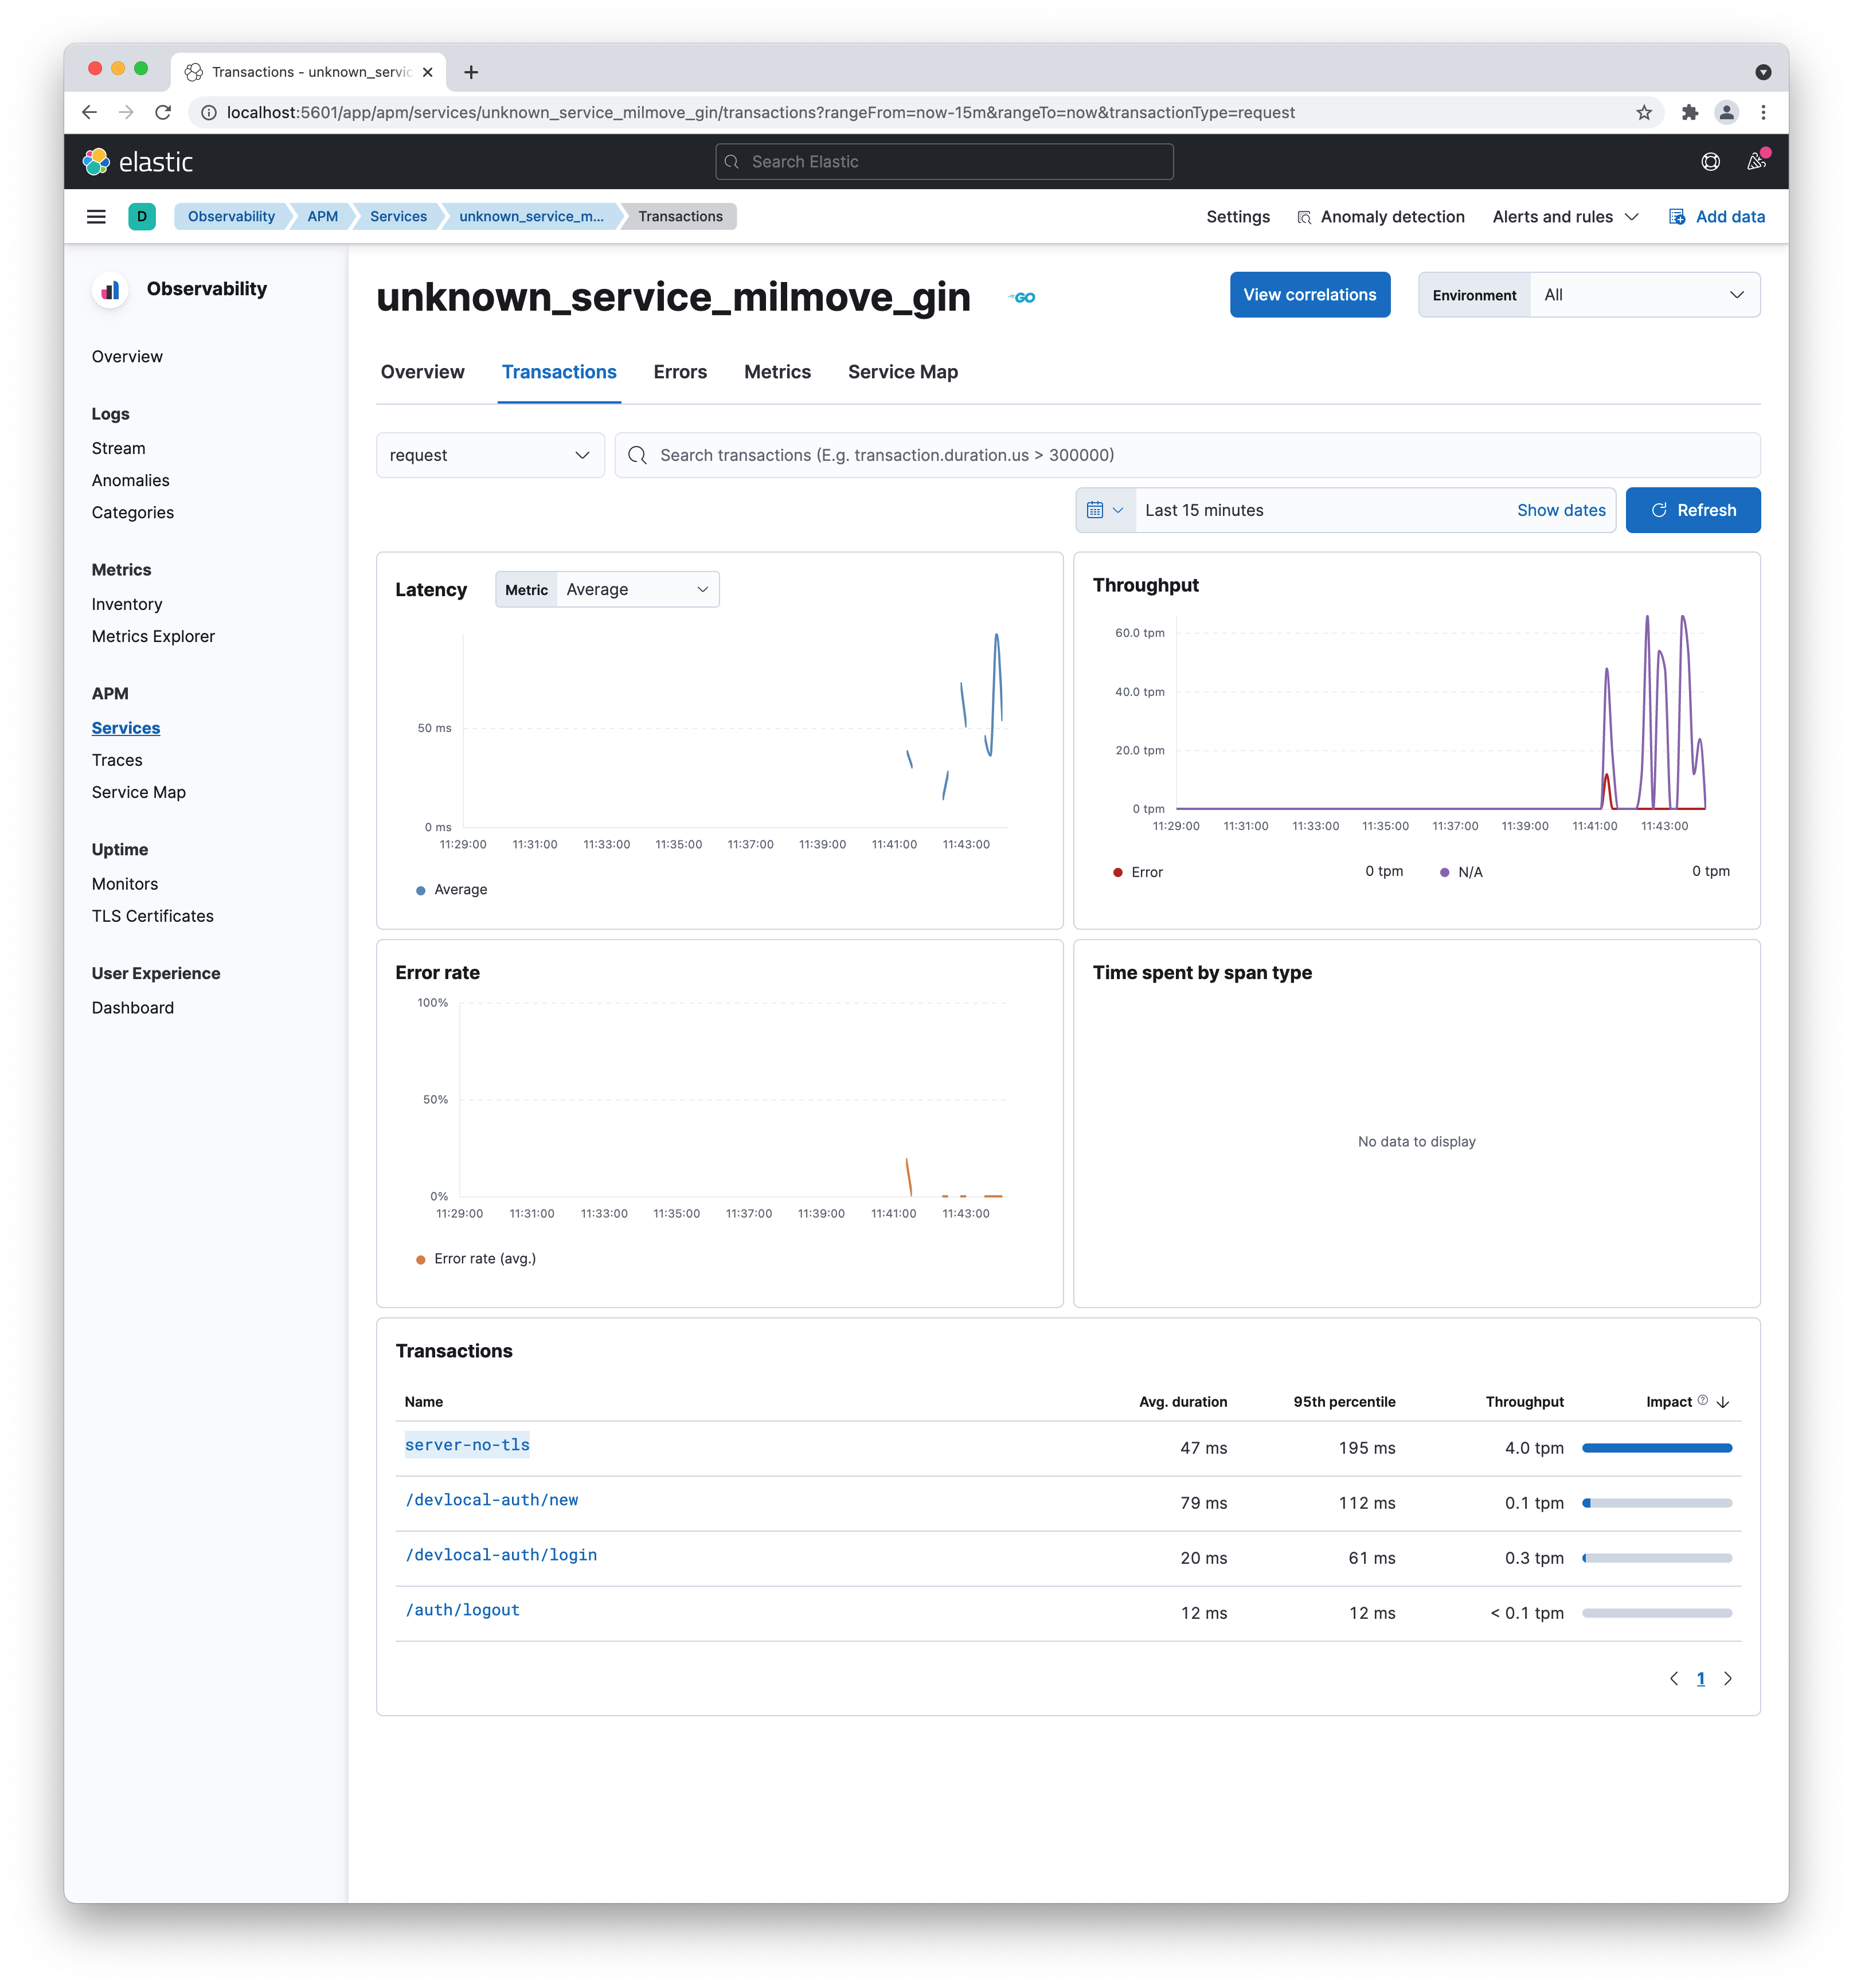 Transactions - unknown_servic
localhost:5601/app/apm/services/unknown_service_milmove_gin/transactions?rangeFrom=now-15m&rangeTo=now&transactionType=request
elastic
Search Elastic
D
Observability
APM
Services
unknown_service_m...
Transactions
Settings
Anomaly detection
Alerts and rules
Add data
Observability
Overview
Logs
Stream
Anomalies
Categories
Metrics
Inventory
Metrics Explorer
APM
Services
Traces
Service Map
Uptime
Monitors
TLS Certificates
User Experience
Dashboard
unknown_service_milmove_gin
GO
View correlations
Environment All
Overview Transactions Errors Metrics Service Map
request
Search transactions (E.g. transaction.duration.us > 300000)
Last 15 minutes
Show dates
Refresh
Latency
Metric Average
50 ms
0 ms
11:29:00 11:31:00 11:33:00 11:35:00 11:37:00 11:39:00 11:41:00 11:43:00
Average
Throughput
60.0 tpm
40.0 tpm
20.0 tpm
0 tpm
11:29:00 11:31:00 11:33:00 11:35:00 11:37:00 11:39:00 11:41:00 11:43:00
Error 0 tpm N/A 0 tpm
Error rate
100%
50%
0%
11:29:00 11:31:00 11:33:00 11:35:00 11:37:00 11:39:00 11:41:00 11:43:00
Error rate (avg.)
Time spent by span type
No data to display
Transactions
Name Avg. duration 95th percentile Throughput Impact
server-no-tls 47 ms 195 ms 4.0 tpm
/devlocal-auth/new 79 ms 112 ms 0.1 tpm
/devlocal-auth/login 20 ms 61 ms 0.3 tpm
/auth/logout 12 ms 12 ms < 0.1 tpm
1